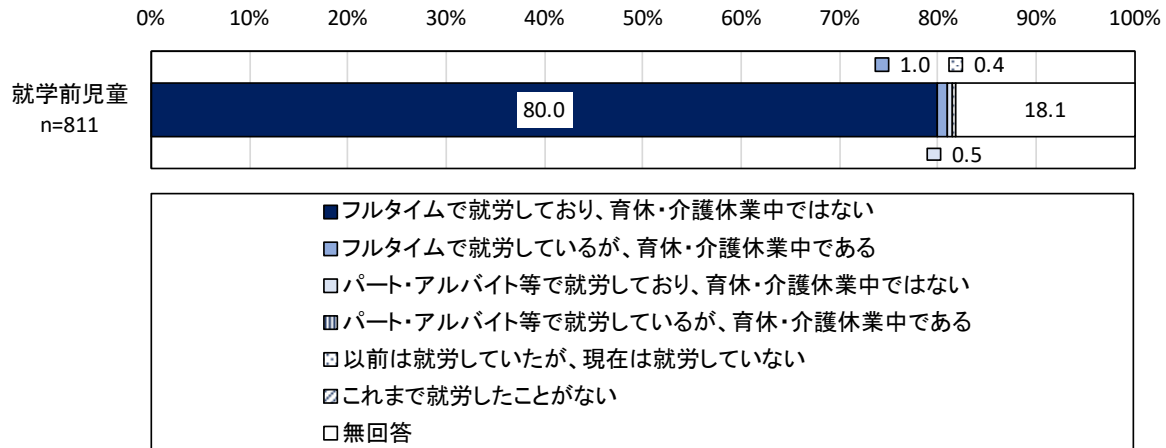 0% 10% 20% 30% 40% 50% 60% 70% 80% 90% 100%
1.0 0.4
就学前児童
n=811
80.0 18.1
0.5
フルタイムで就労しており、育休・介護休業中ではない
フルタイムで就労しているが、育休・介護休業中である
パート・アルバイト等で就労しており、育休・介護休業中ではない
パート・アルバイト等で就労しているが、育休・介護休業中である
以前は就労していたが、現在は就労していない
これまで就労したことがない
無回答